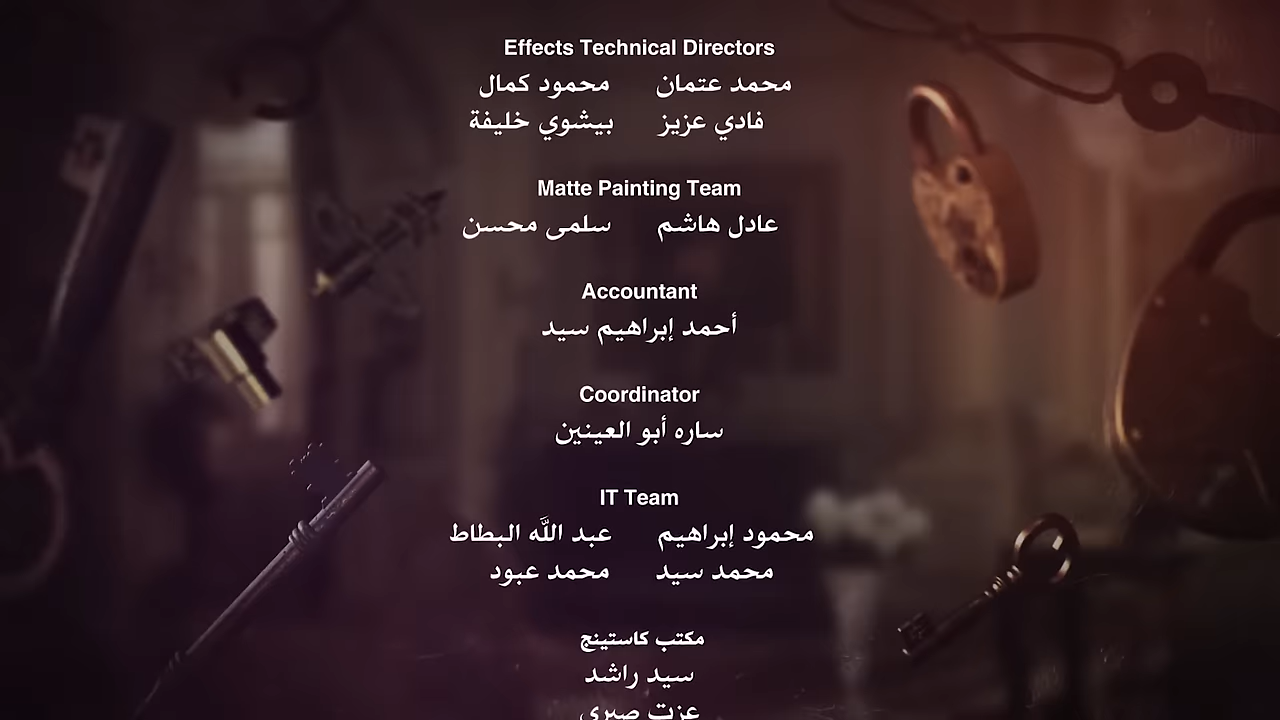 Effects Technical Directors
محمد عتمان محمود كمال
فادي عزيز بيشوي خليفة
Matte Painting Team
عادل هاشم سلمى محسن
Accountant
أحمد إبراهيم سيد
Coordinator
ساره أبو العينين
IT Team
محمود إبراهيم عبد اللَّه البطاط
محمد سيد محمد عبود
مكتب كاستينج
سيد راشد
عزت صبري